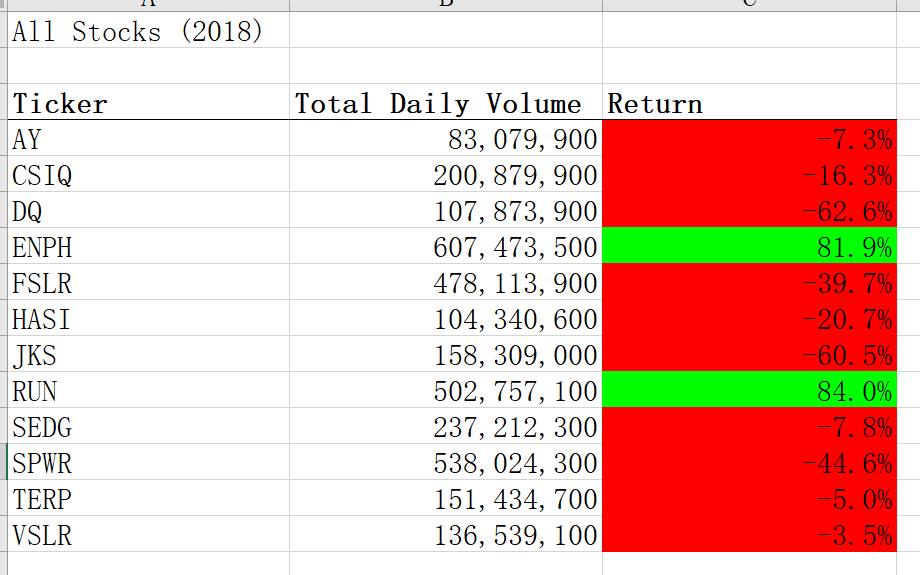 All Stocks (2018)
Ticker Total Daily Volume Return
AY 83,079,900 -7.3%
CSIQ 200,879,900 -16.3%
DQ 107,873,900 -62.6%
ENPH 607,473,500 81.9%
FSLR 478,113,900 -39.7%
HASI 104,340,600 -20.7%
JKS 158,309,000 -60.5%
RUN 502,757,100 84.0%
SEDG 237,212,300 -7.8%
SPWR 538,024,300 -44.6%
TERP 151,434,700 -5.0%
VSLR 136,539,100 -3.5%